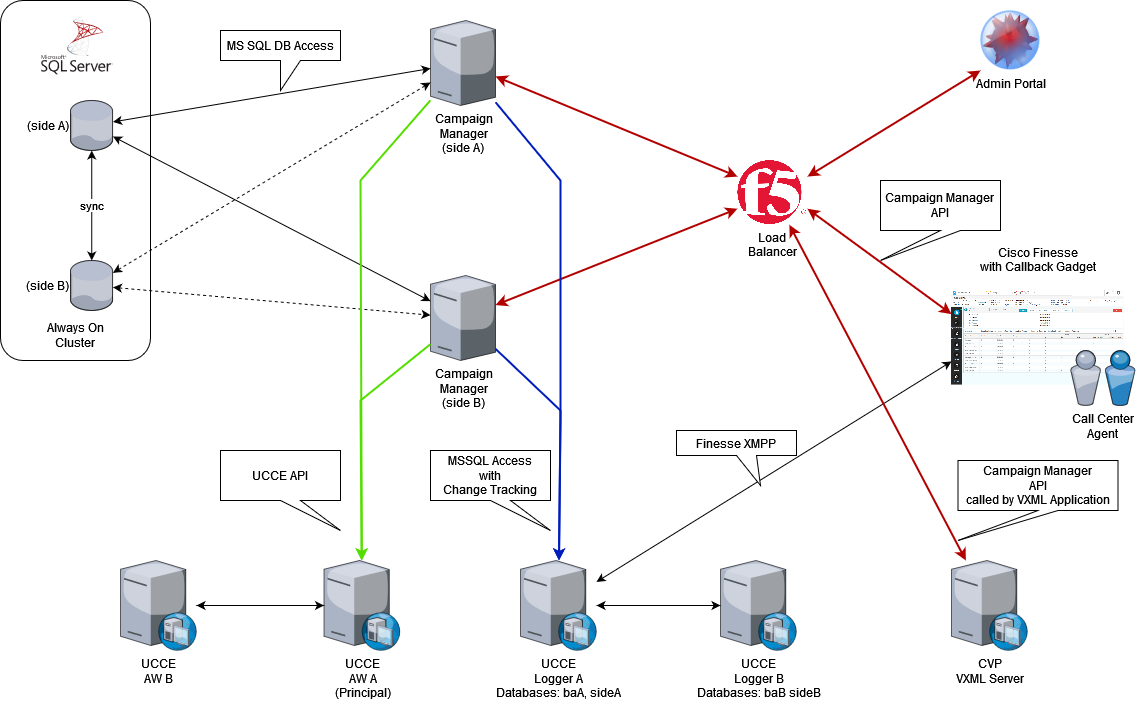 Microsoft
SQL Server
(side A)
sync
(side B)
Always On
Cluster
MS SQL DB Access
Campaign
Manager
(side A)
Campaign
Manager
(side B)
f5
Load
Balancer
Admin Portal
Campaign Manager
API
Cisco Finesse
with Callback Gadget
Call Center
Agent
UCCE API
MSSQL Access
with
Change Tracking
Finesse XMPP
Campaign Manager
API
called by VXML Application
UCCE
AW B
UCCE
AW A
(Principal)
UCCE
Logger A
Databases: baA, sideA
UCCE
Logger B
Databases: baB sideB
CVP
VXML Server